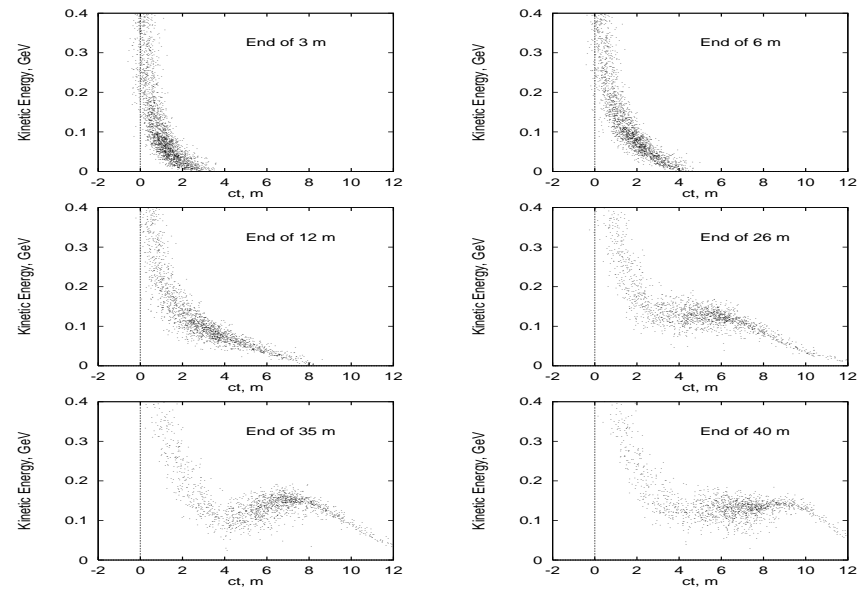 0.4
0.3
0.2
0.1
0
Kinetic Energy, GeV
End of 3 m
-2 0 2 4 6 8 10 12
ct, m
0.4
0.3
0.2
0.1
0
Kinetic Energy, GeV
End of 6 m
-2 0 2 4 6 8 10 12
ct, m
0.4
0.3
0.2
0.1
0
Kinetic Energy, GeV
End of 12 m
-2 0 2 4 6 8 10 12
ct, m
0.4
0.3
0.2
0.1
0
Kinetic Energy, GeV
End of 26 m
-2 0 2 4 6 8 10 12
ct, m
0.4
0.3
0.2
0.1
0
Kinetic Energy, GeV
End of 35 m
-2 0 2 4 6 8 10 12
ct, m
0.4
0.3
0.2
0.1
0
Kinetic Energy, GeV
End of 40 m
-2 0 2 4 6 8 10 12
ct, m